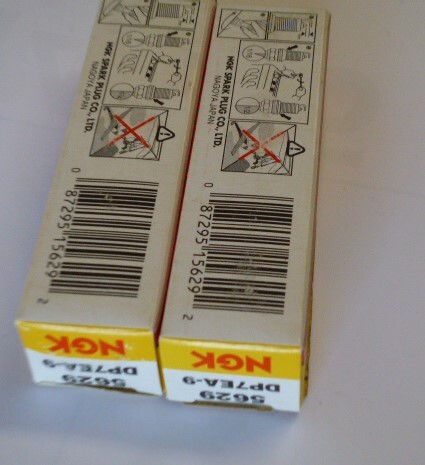 NGK SPARK PLUG CO., LTD.
NAGOYA JAPAN
0 87295 15629 2
NGK
5629
DP7EA-9
NGK SPARK PLUG CO., LTD.
NAGOYA JAPAN
0 87295 15629 2
NGK
5629
DP7EA-9